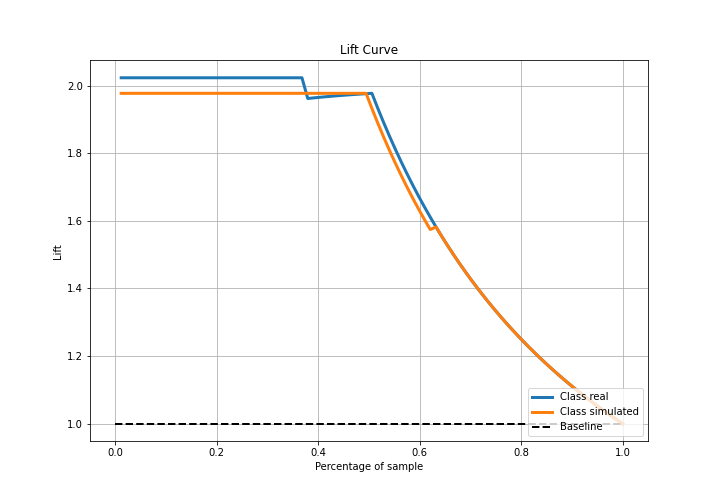 Lift Curve
Lift
2.0
1.8
1.6
1.4
1.2
1.0
0.0
0.2
0.4
0.6
0.8
1.0
Percentage of sample
Class real
Class simulated
Baseline